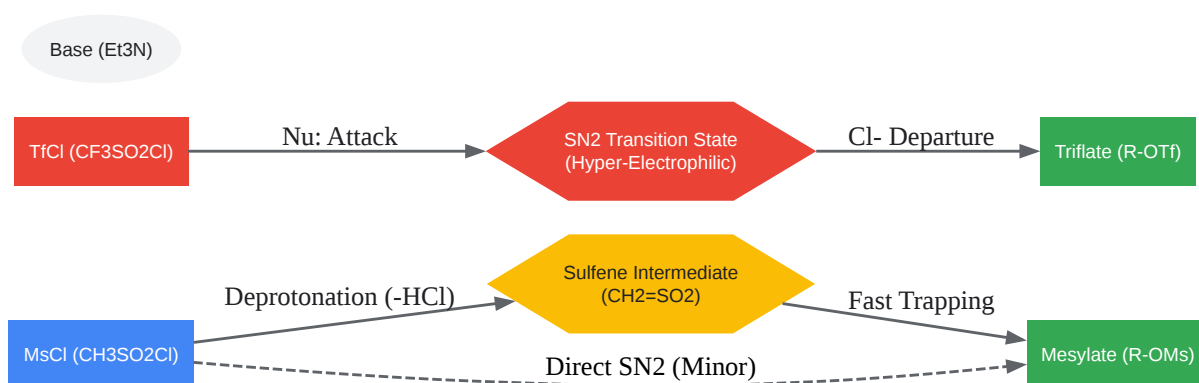 Base (Et3N)
TfCl (CF3SO2Cl)
Nu: Attack
SN2 Transition State
(Hyper-Electrophilic)
Cl- Departure
Triflate (R-OTf)
MsCl (CH3SO2Cl)
Deprotonation (-HCl)
Sulfene Intermediate
(CH2=SO2)
Fast Trapping
Direct SN2 (Minor)
Mesylate (R-OMs)